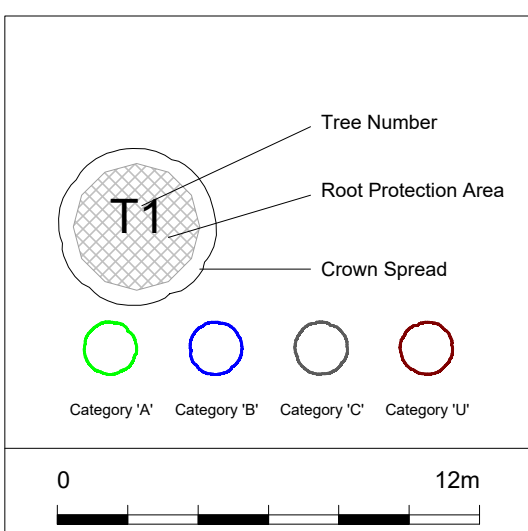 Tree Number
T1
Root Protection Area
Crown Spread
Category 'A' Category 'B' Category 'C' Category 'U'
0 12m